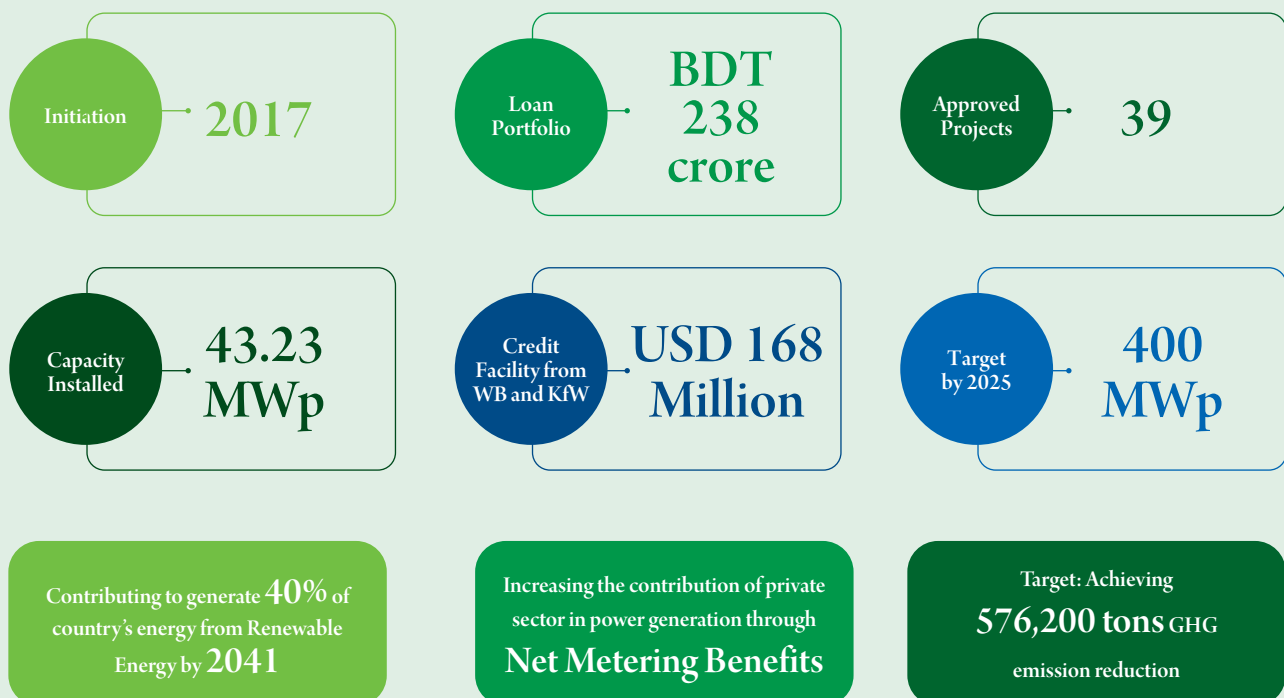 Initiation
2017
Loan
Portfolio
BDT
238
crore
Approved
Projects
39
Capacity
Installed
43.23
MWp
Credit
Facility from
WB and KfW
USD 168
Million
Target
by 2025
400
MWp
Contributing to generate 40% of
country's energy from Renewable
Energy by 2041
Increasing the contribution of private
sector in power generation through
Net Metering Benefits
Target: Achieving
576,200 tons GHG
emission reduction